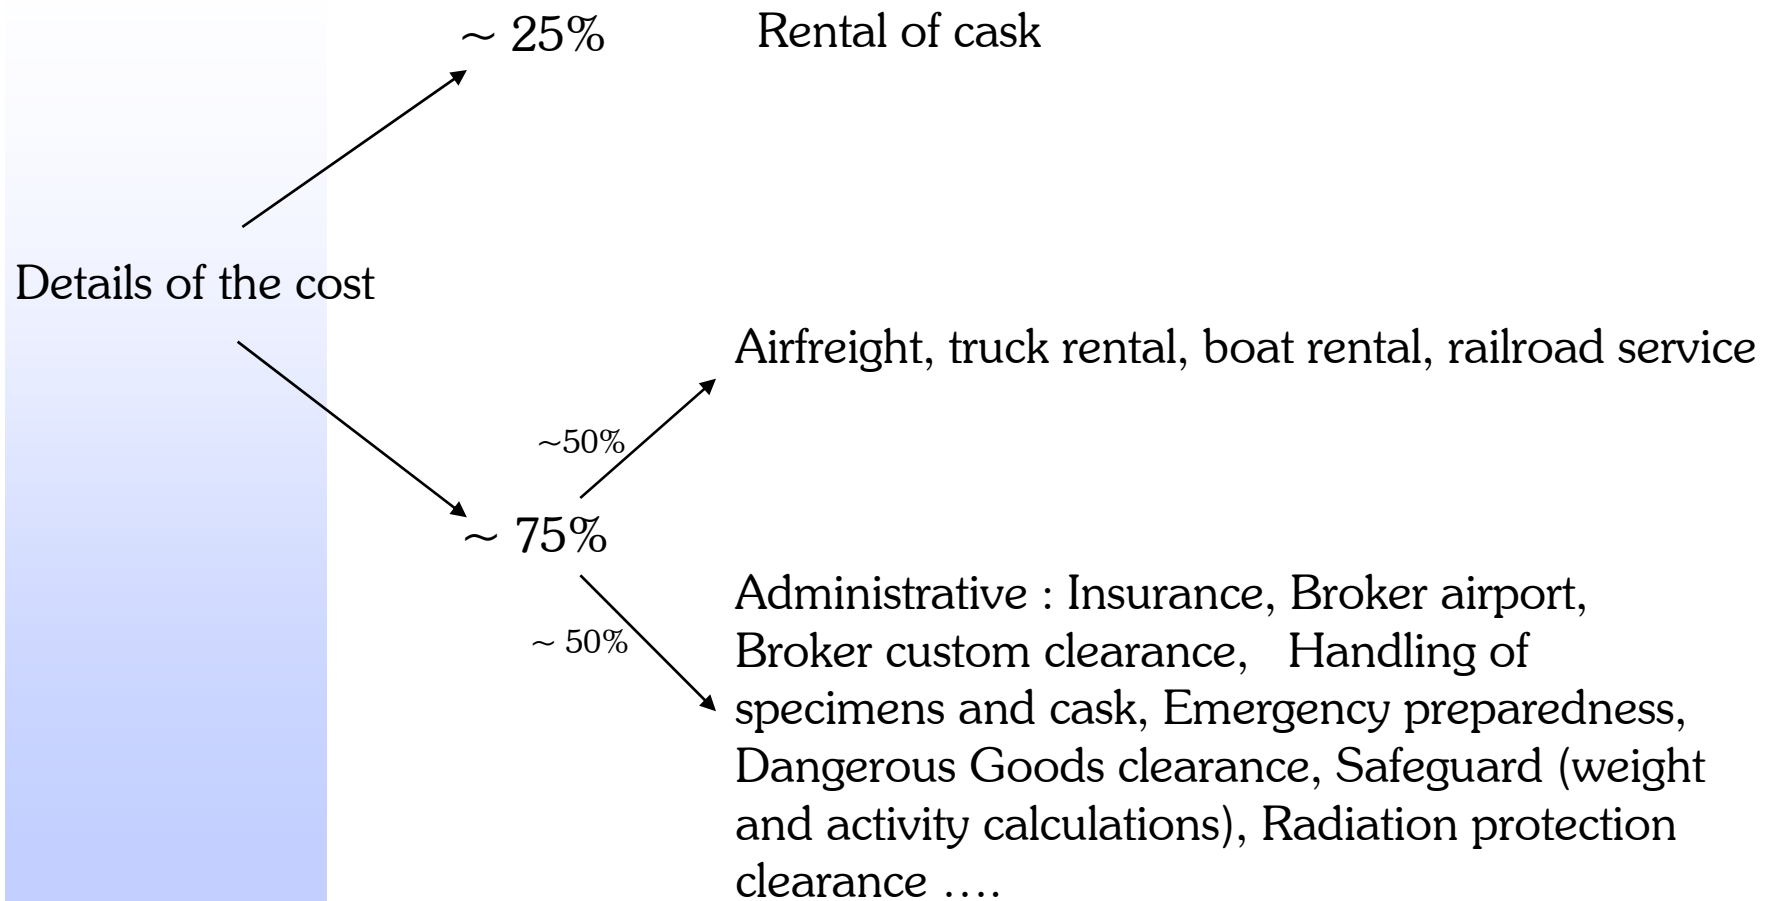 ~ 25%
Rental of cask
Details of the cost
Airfreight, truck rental, boat rental, railroad service
~50%
~ 75%
~ 50%
Administrative : Insurance, Broker airport,
Broker custom clearance, Handling of
specimens and cask, Emergency preparedness,
Dangerous Goods clearance, Safeguard (weight
and activity calculations), Radiation protection
clearance ….